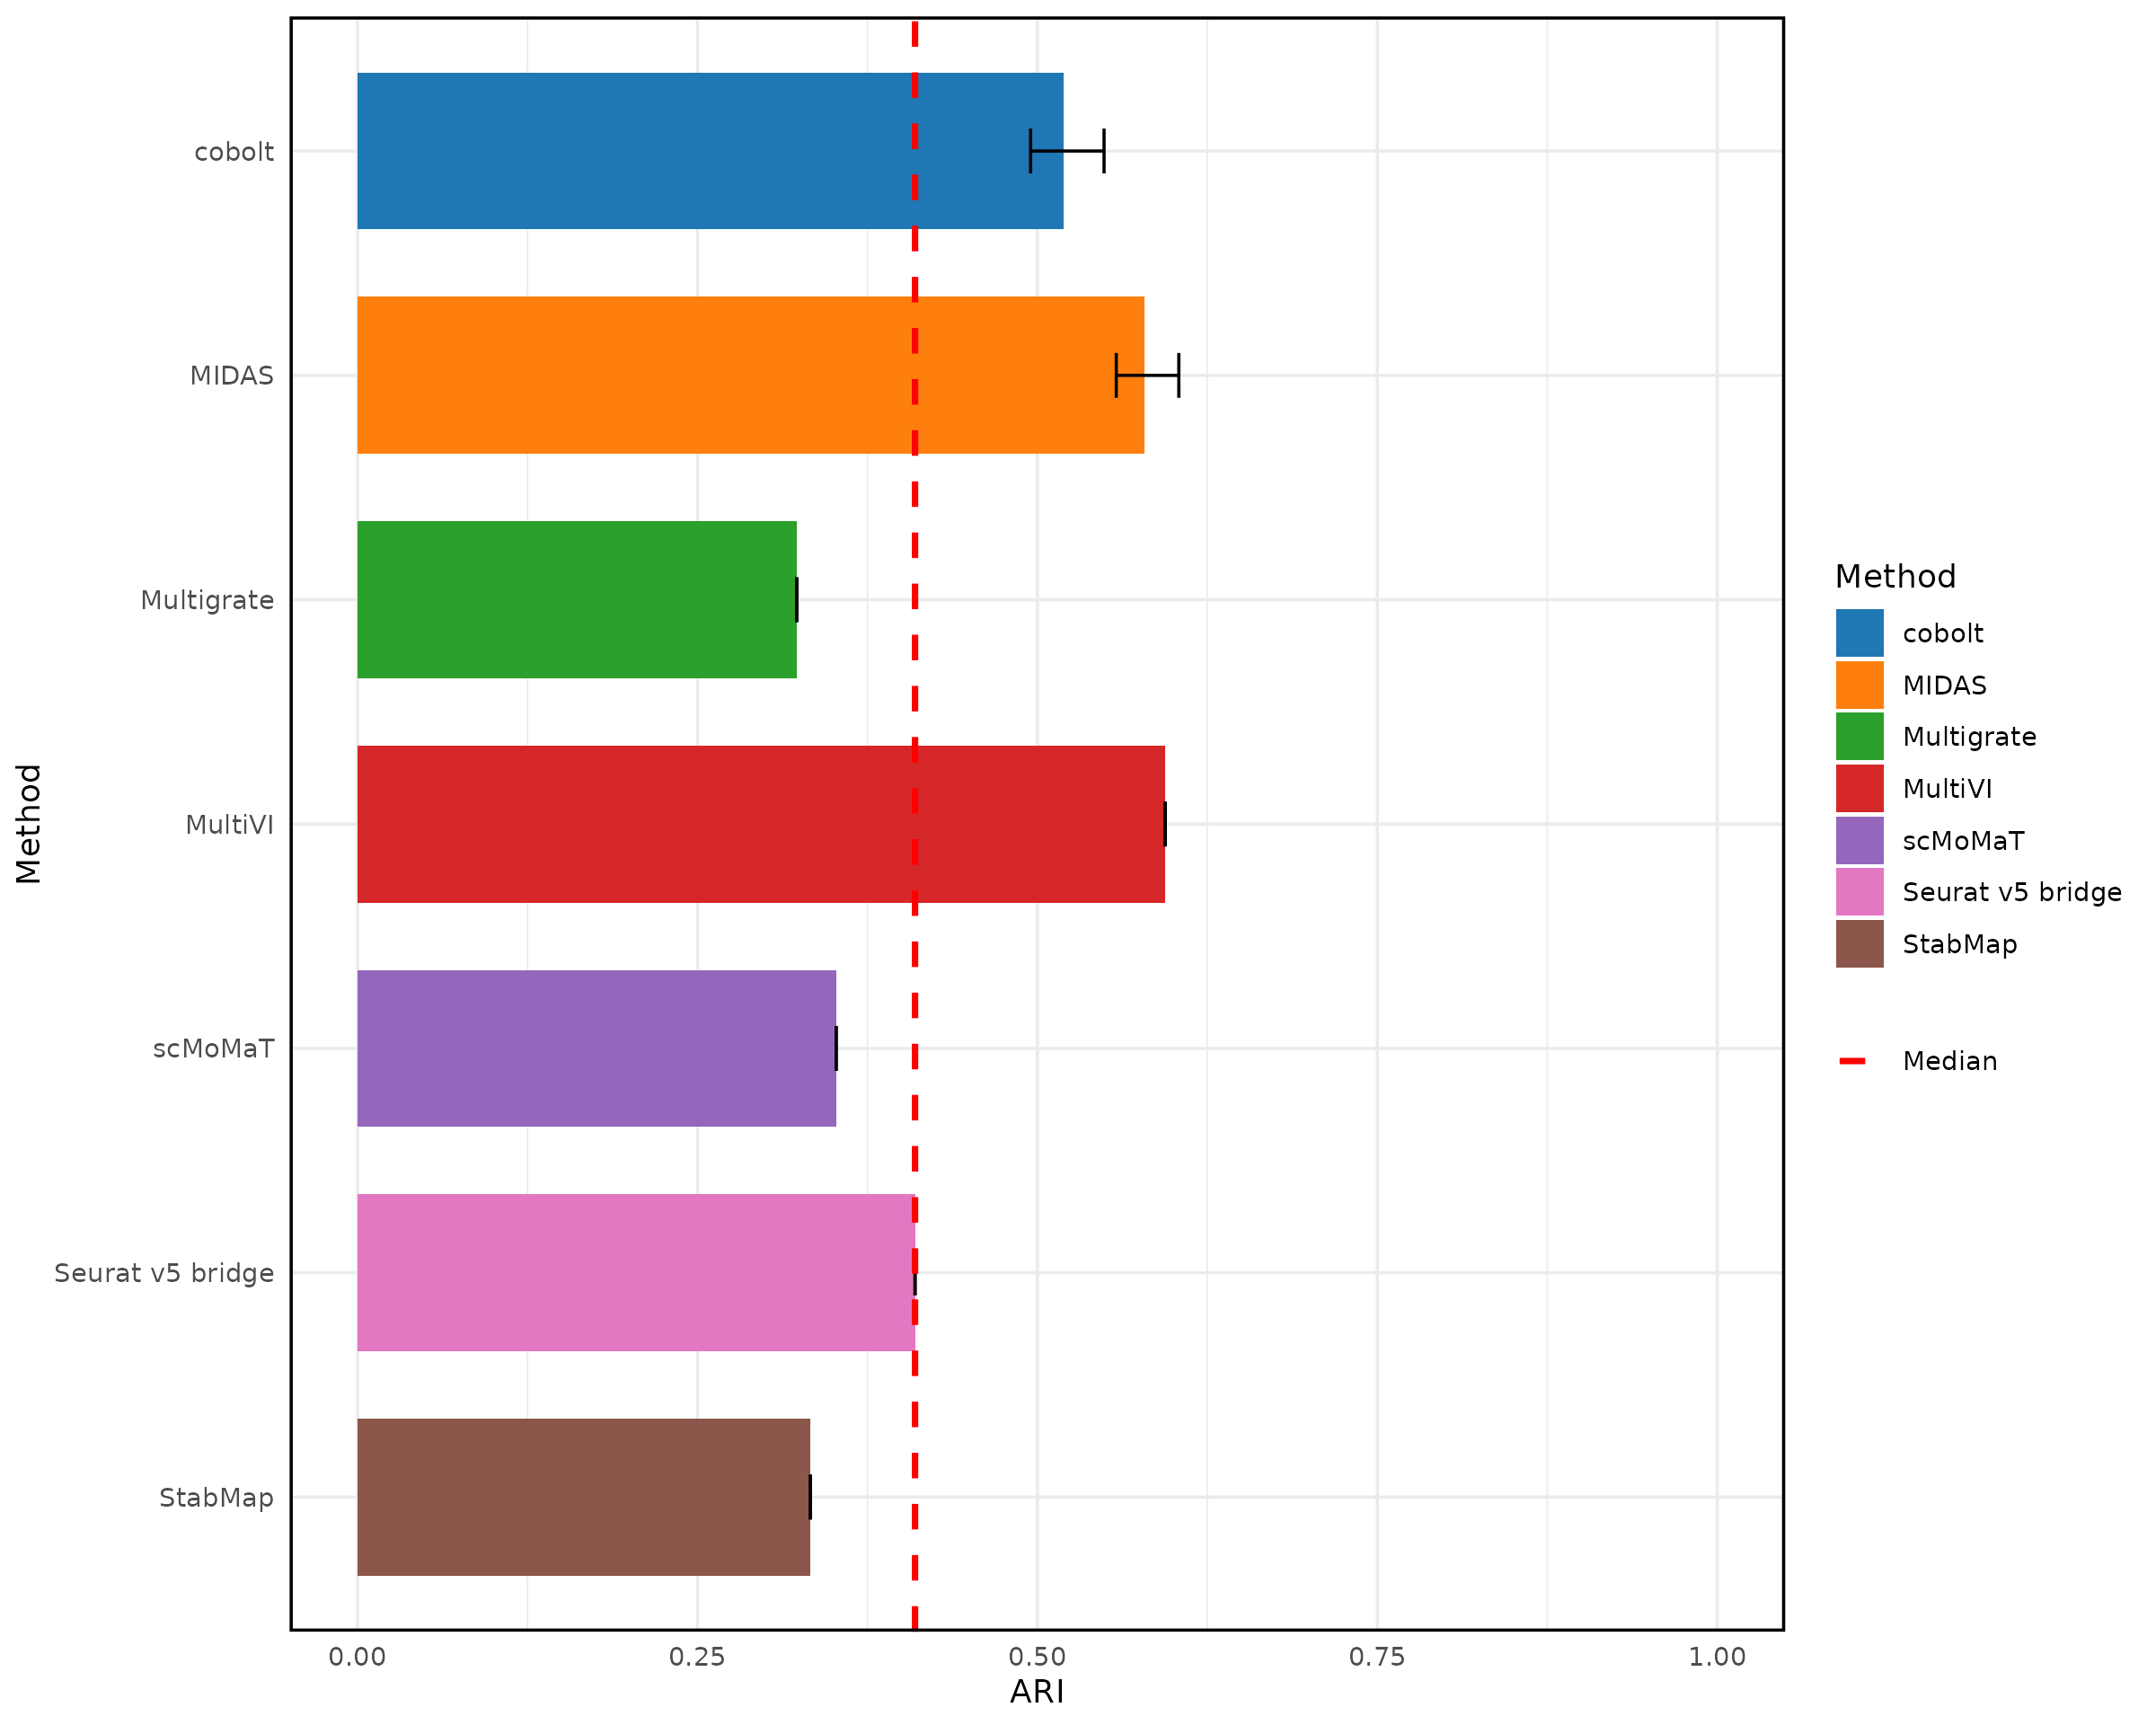 cobolt
MIDAS
Multigrate
MultiVI
scMoMaT
Seurat v5 bridge
StabMap
Method
0.00 0.25 0.50 0.75 1.00
ARI
Method
cobolt
MIDAS
Multigrate
MultiVI
scMoMaT
Seurat v5 bridge
StabMap
Median